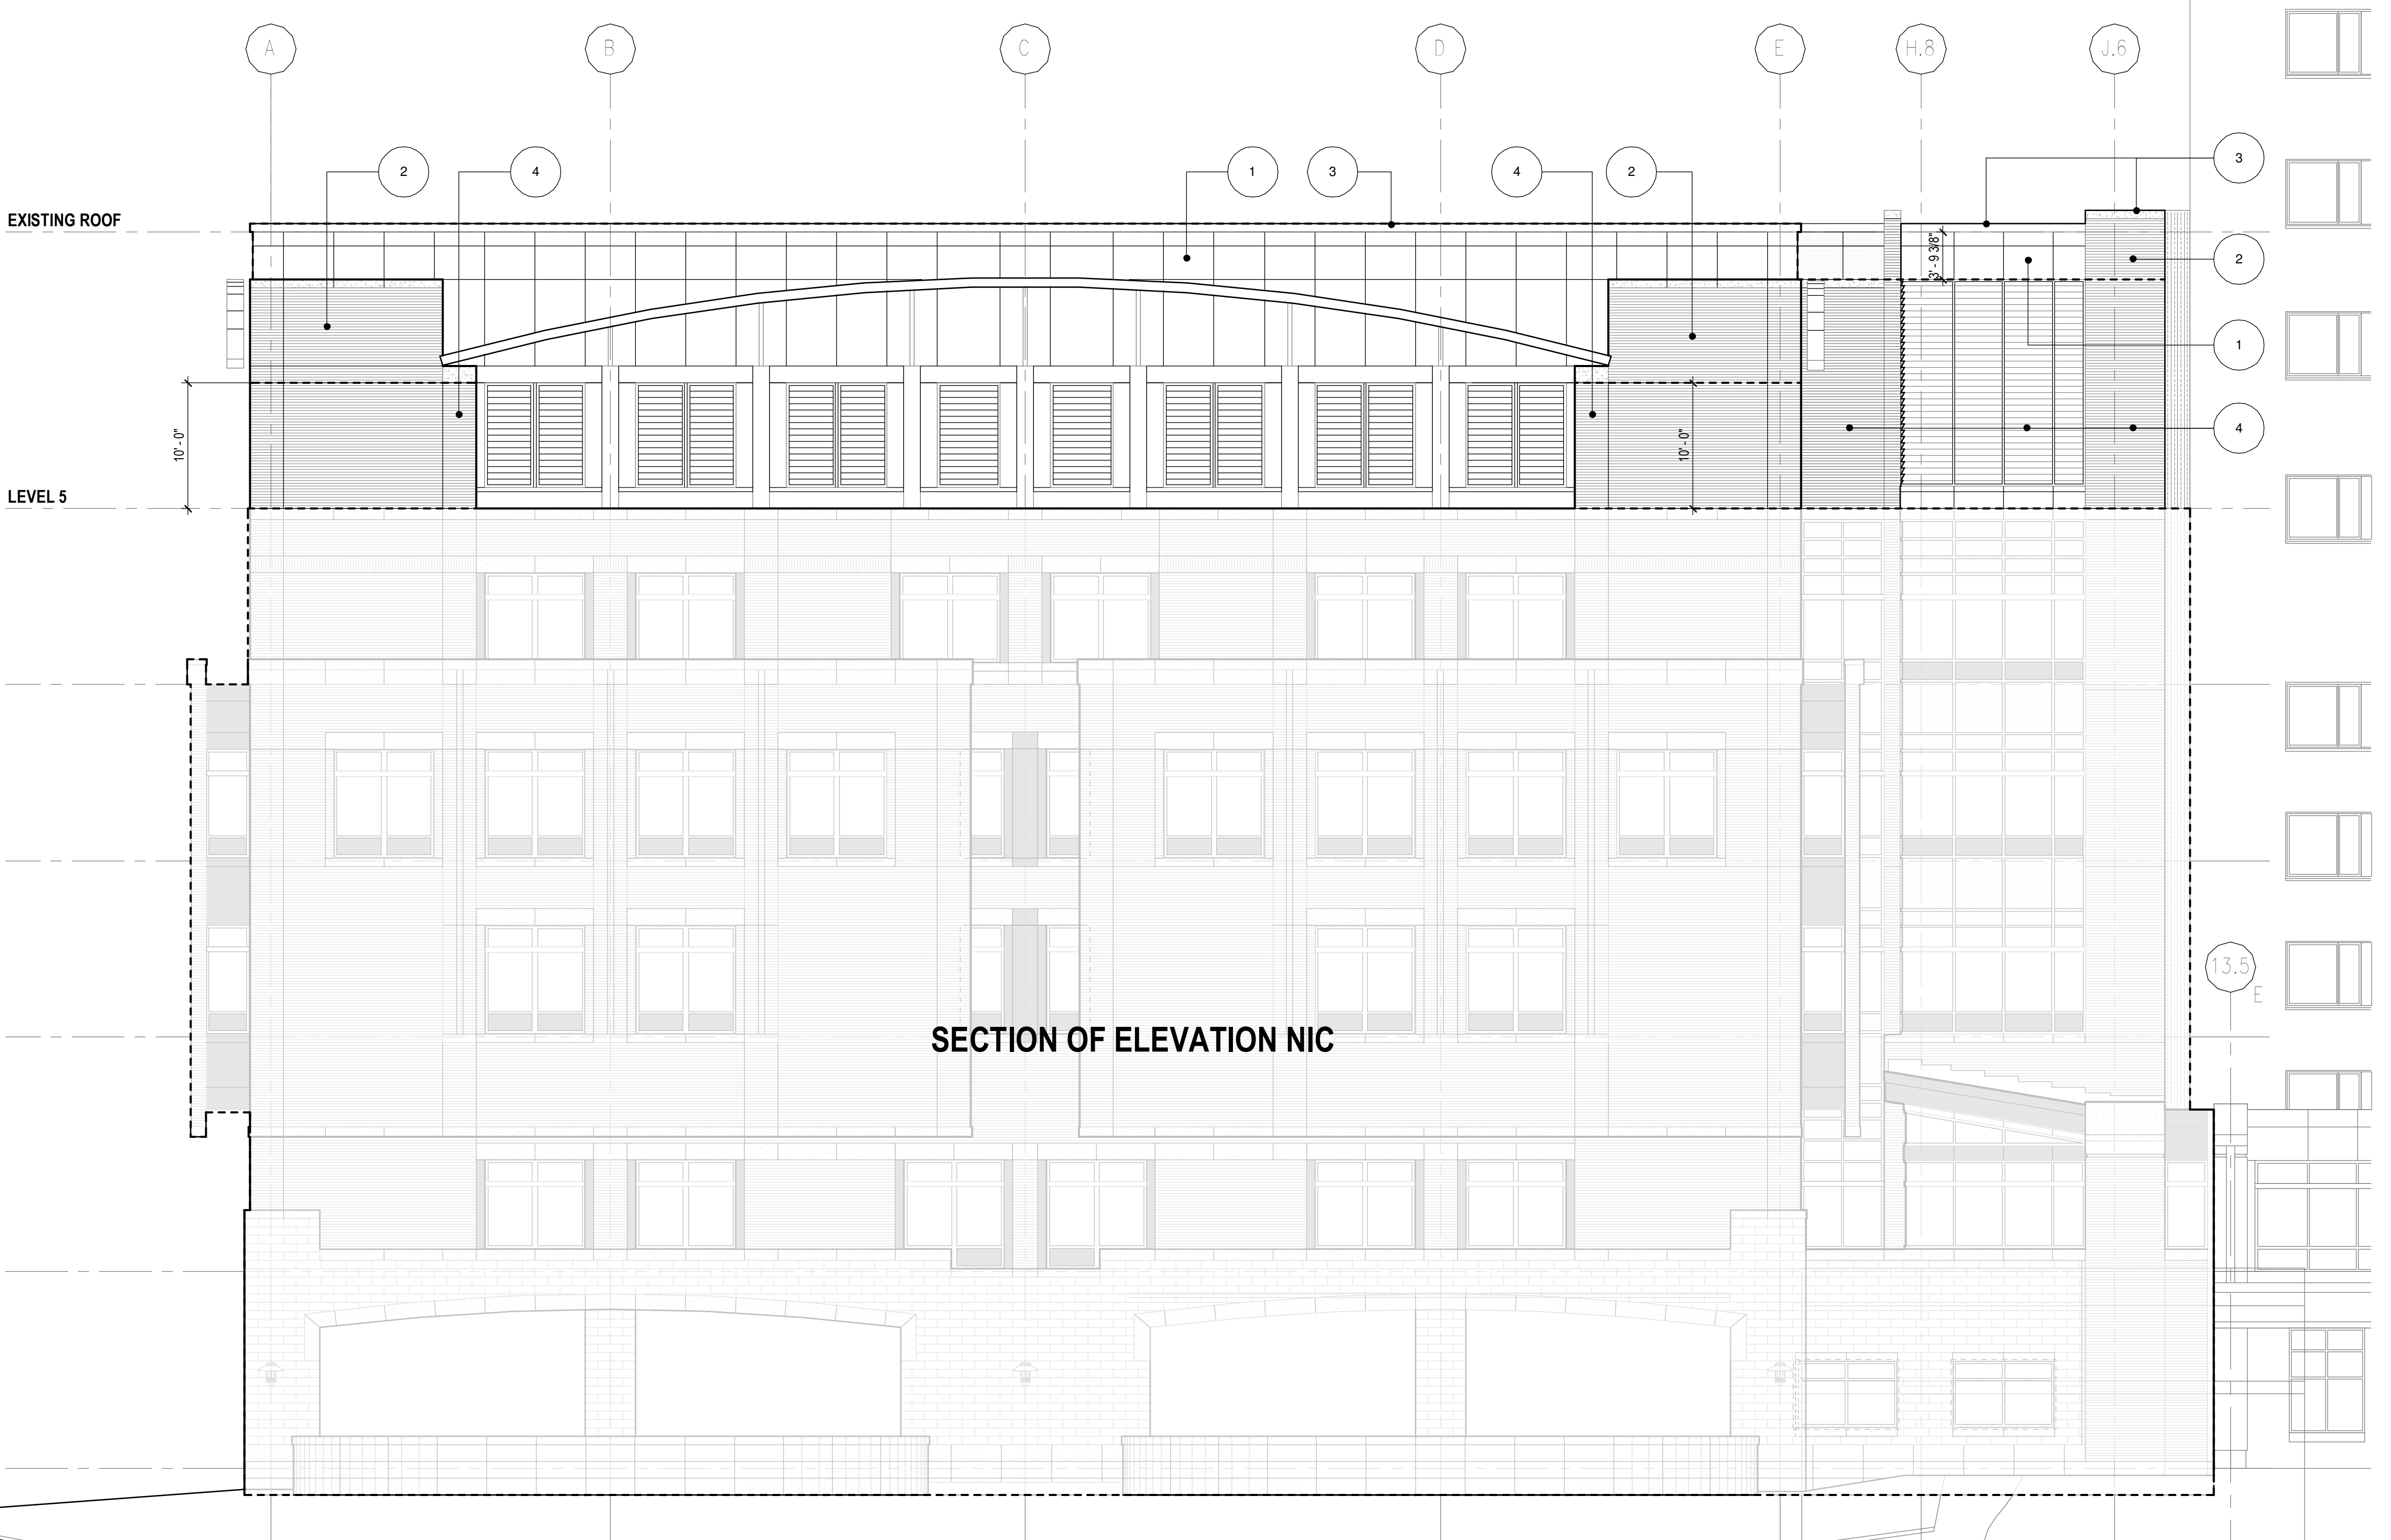 A
B
C
D
E
H.8
J.6
2
4
1
3
4
2
3
EXISTING ROOF
3' - 9 3/8"
2
1
10' - 0"
10' - 0"
4
LEVEL 5
13.5
E
SECTION OF ELEVATION NIC